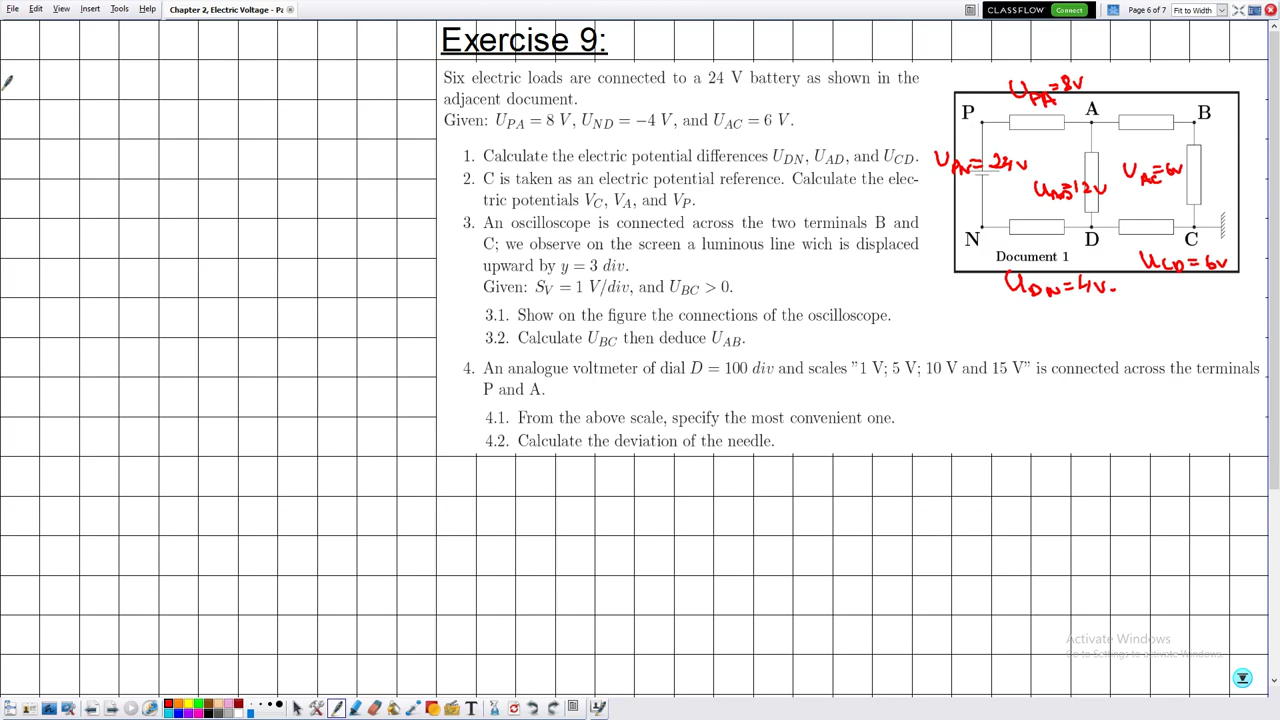 File Edit View Insert Tools Help
Chapter 2, Electric Voltage - Pa
CLASSFLOW Connect
Page 6 of 7 Fit to Width
Exercise 9:
Six electric loads are connected to a 24 V battery as shown in the
adjacent document.
Given: U_PA = 8 V, U_ND = −4 V, and U_AC = 6 V.
1. Calculate the electric potential differences U_DN, U_AD, and U_CD.
2. C is taken as an electric potential reference. Calculate the elec-
tric potentials V_C, V_A, and V_P.
3. An oscilloscope is connected across the two terminals B and
C; we observe on the screen a luminous line wich is displaced
upward by y = 3 div.
Given: S_V = 1 V/div, and U_BC > 0.
3.1. Show on the figure the connections of the oscilloscope.
3.2. Calculate U_BC then deduce U_AB.
4. An analogue voltmeter of dial D = 100 div and scales "1 V; 5 V; 10 V and 15 V" is connected across the terminals
P and A.
4.1. From the above scale, specify the most convenient one.
4.2. Calculate the deviation of the needle.
U_PA=8v
P A B
U_PN=24v
U_AD=12v
U_AC=6v
N D C
Document 1
U_CD=6v
U_DN=4v.
Activate Windows
Go to Settings to activate Windows.